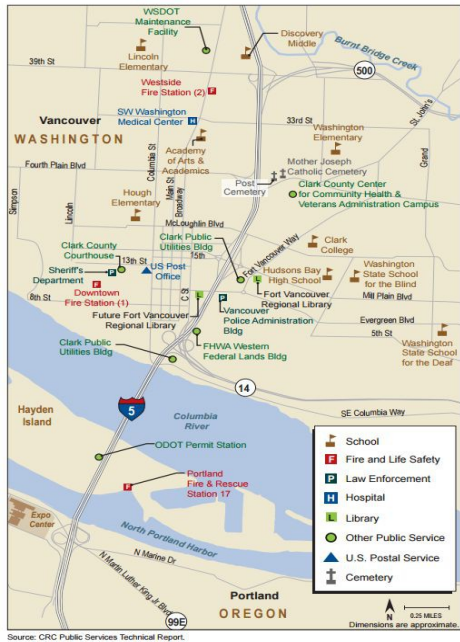 WSDOT
Maintenance
Facility
Discovery
Middle
Burnt Bridge Creek
Lincoln
Elementary
39th St
500
Westside
Fire Station (2)
F
St. John's
Vancouver
WASHINGTON
SW Washington
Medical Center
H
33rd St
Washington
Elementary
Grand
Columbia St
Main St
Broadway
Academy
of Arts &
Academics
Mother Joseph
Catholic Cemetery
Fourth Plain Blvd
Post
Cemetery
Clark County Center
for Community Health &
Veterans Administration Campus
Simpson
Lincoln
Hough
Elementary
McLoughlin Blvd
Clark Public
Utilities Bldg
Fort Vancouver Way
Clark
College
Clark County
Courthouse
13th St
15th
Sheriff's
Department
P
US Post
Office
Hudsons Bay
High School
Washington
State School
for the Blind
8th St
F
Downtown
Fire Station (1)
C St
L
P
L
Fort Vancouver
Regional Library
Mill Plain Blvd
Future Fort Vancouver
Regional Library
Vancouver
Police Administration
Bldg
Evergreen Blvd
5th St
Washington
State School
for the Deaf
Clark Public
Utilities Bldg
FHWA Western
Federal Lands Bldg
14
Hayden
Island
5
Columbia
River
SE Columbia Way
ODOT Permit Station
F
Portland
Fire & Rescue
Station 17
Expo
Center
North Portland Harbor
N Marine Dr
N Martin Luther King Jr Blvd
99E
Portland
OREGON
School
F Fire and Life Safety
P Law Enforcement
H Hospital
L Library
Other Public Service
U.S. Postal Service
Cemetery
N
0.25 MILES
Dimensions are approximate.
Source: CRC Public Services Technical Report.